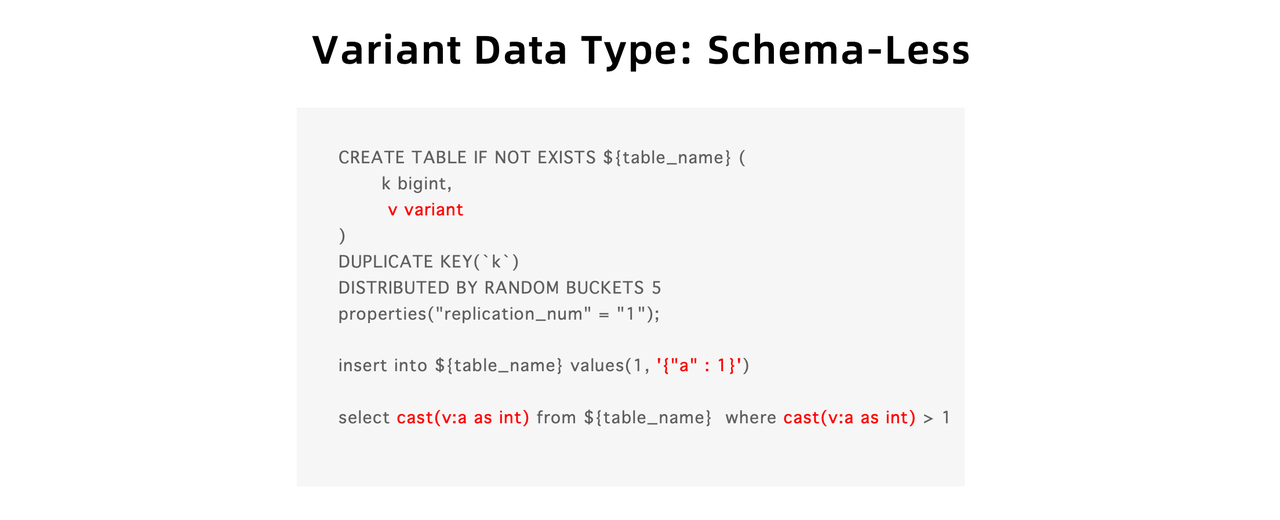 Variant Data Type: Schema-Less
CREATE TABLE IF NOT EXISTS ${table_name} (
k bigint,
v variant
)
DUPLICATE KEY(`k`)
DISTRIBUTED BY RANDOM BUCKETS 5
properties("replication_num" = "1");
insert into ${table_name} values(1, '{"a" : 1}')
select cast(v:a as int) from ${table_name}  where cast(v:a as int) > 1